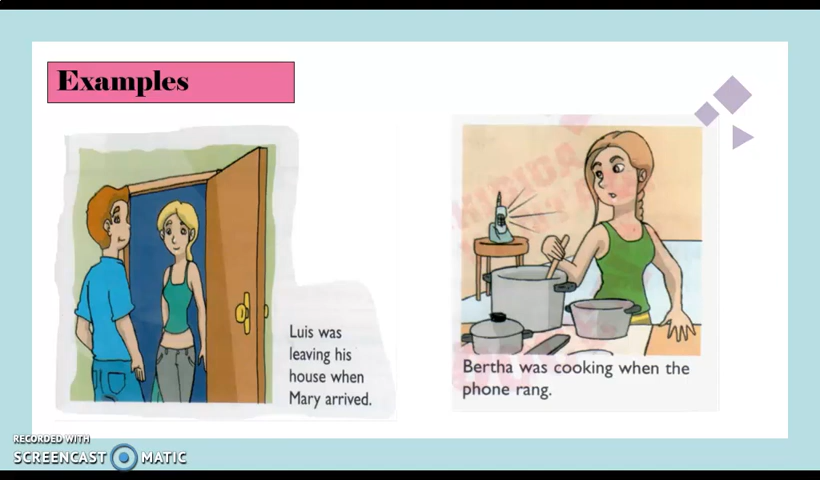 Examples
Luis was
leaving his
house when
Mary arrived.
Bertha was cooking when the
phone rang.
RECORDED WITH
SCREENCAST MATIC